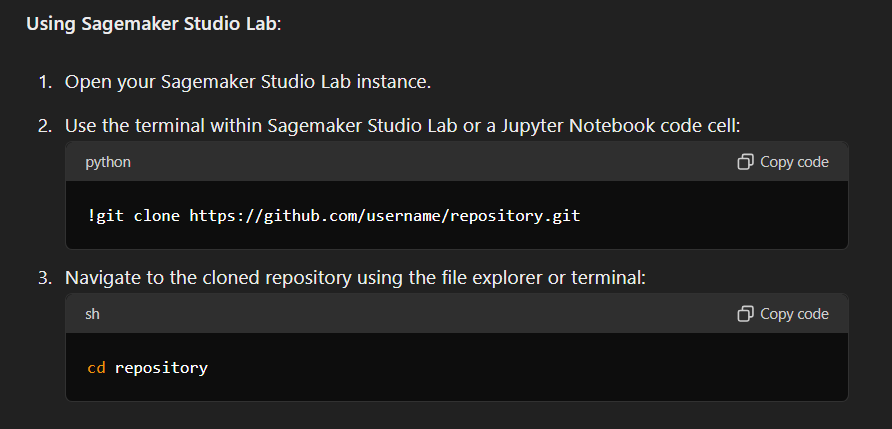 Using Sagemaker Studio Lab:
1. Open your Sagemaker Studio Lab instance.
2. Use the terminal within Sagemaker Studio Lab or a Jupyter Notebook code cell:
python Copy code
!git clone https://github.com/username/repository.git
3. Navigate to the cloned repository using the file explorer or terminal:
sh Copy code
cd repository